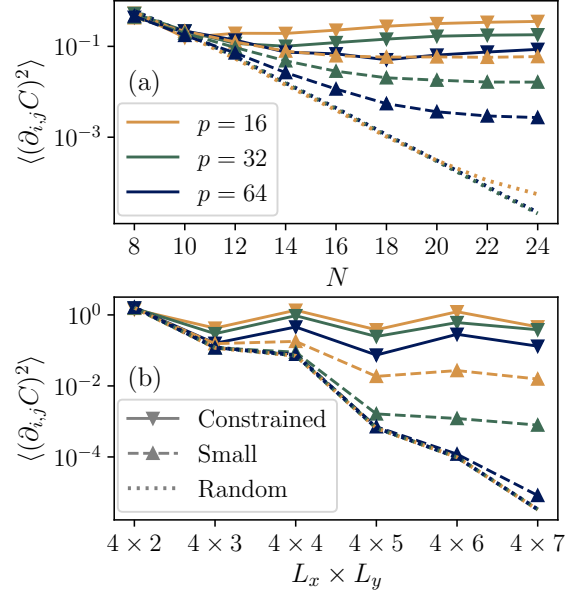 10⁻¹
10⁻³
⟨(∂_{i,j}C)²⟩
(a)
p = 16
p = 32
p = 64
8 10 12 14 16 18 20 22 24
N
10⁰
10⁻²
10⁻⁴
⟨(∂_{i,j}C)²⟩
(b)
Constrained
Small
Random
4 × 2 4 × 3 4 × 4 4 × 5 4 × 6 4 × 7
L_x × L_y